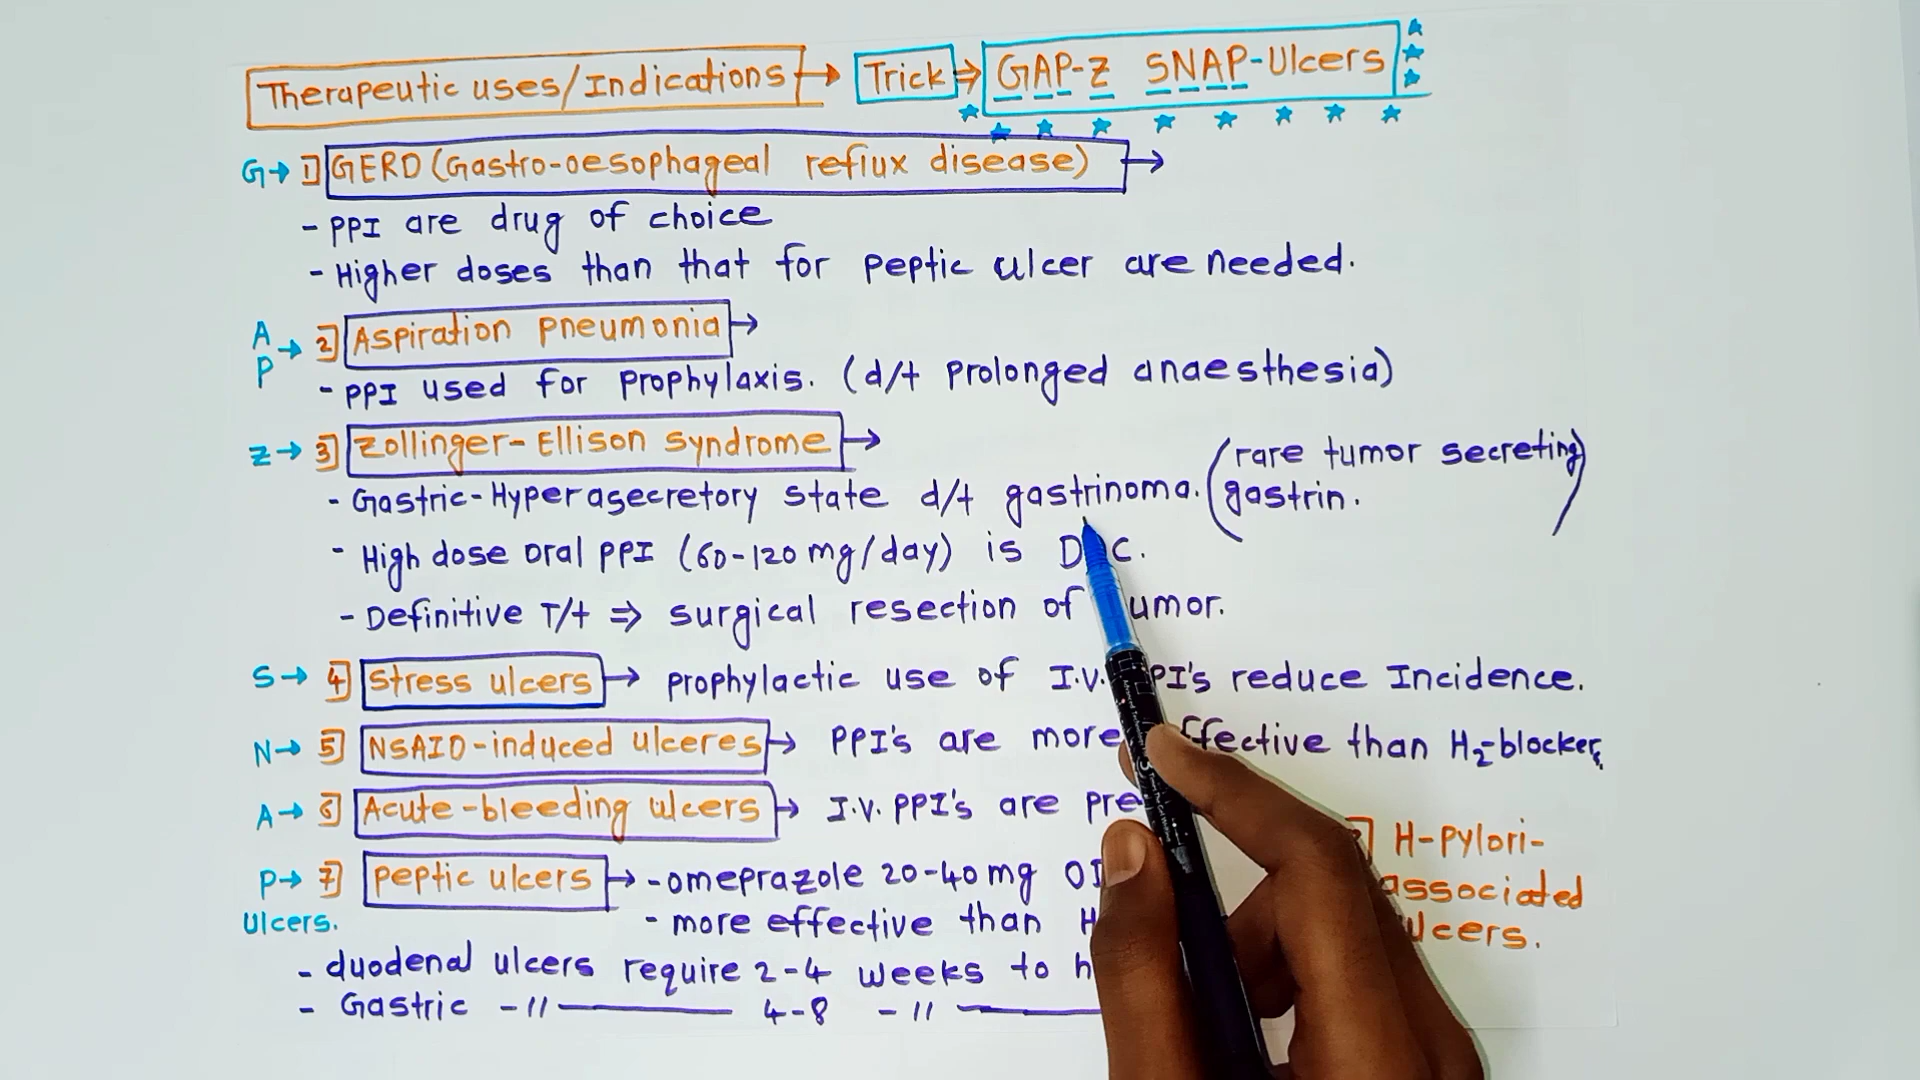 Therapeutic uses/Indications → Trick ⇒ GAP-Z SNAP-Ulcers
G→ 1] GERD (Gastro-oesophageal reflux disease) →
- PPI are drug of choice
- Higher doses than that for peptic ulcer are needed.
A P → 2] Aspiration pneumonia →
- PPI used for prophylaxis. (d/t prolonged anaesthesia)
Z→ 3] Zollinger-Ellison Syndrome →
- Gastric-Hyperasecretory state d/t gastrinoma. (rare tumor secreting gastrin.)
- High dose oral PPI (60-120 mg/day) is
- Definitive T/t ⇒ surgical resection of
S→ 4] Stress ulcers → prophylactic use of I.V. reduce Incidence.
N→ 5] NSAID-induced ulceres → PPI's are more than H2-blocker
A→ 6] Acute-bleeding ulcers → I.V. PPI's are
P→ 7] peptic ulcers → -omeprazole 20-40 mg
Ulcers.
- more effective than
- duodenal ulcers require 2-4 weeks to
- Gastric -〃— 4-8 -〃—
H-pylori-
associated
ulcers.